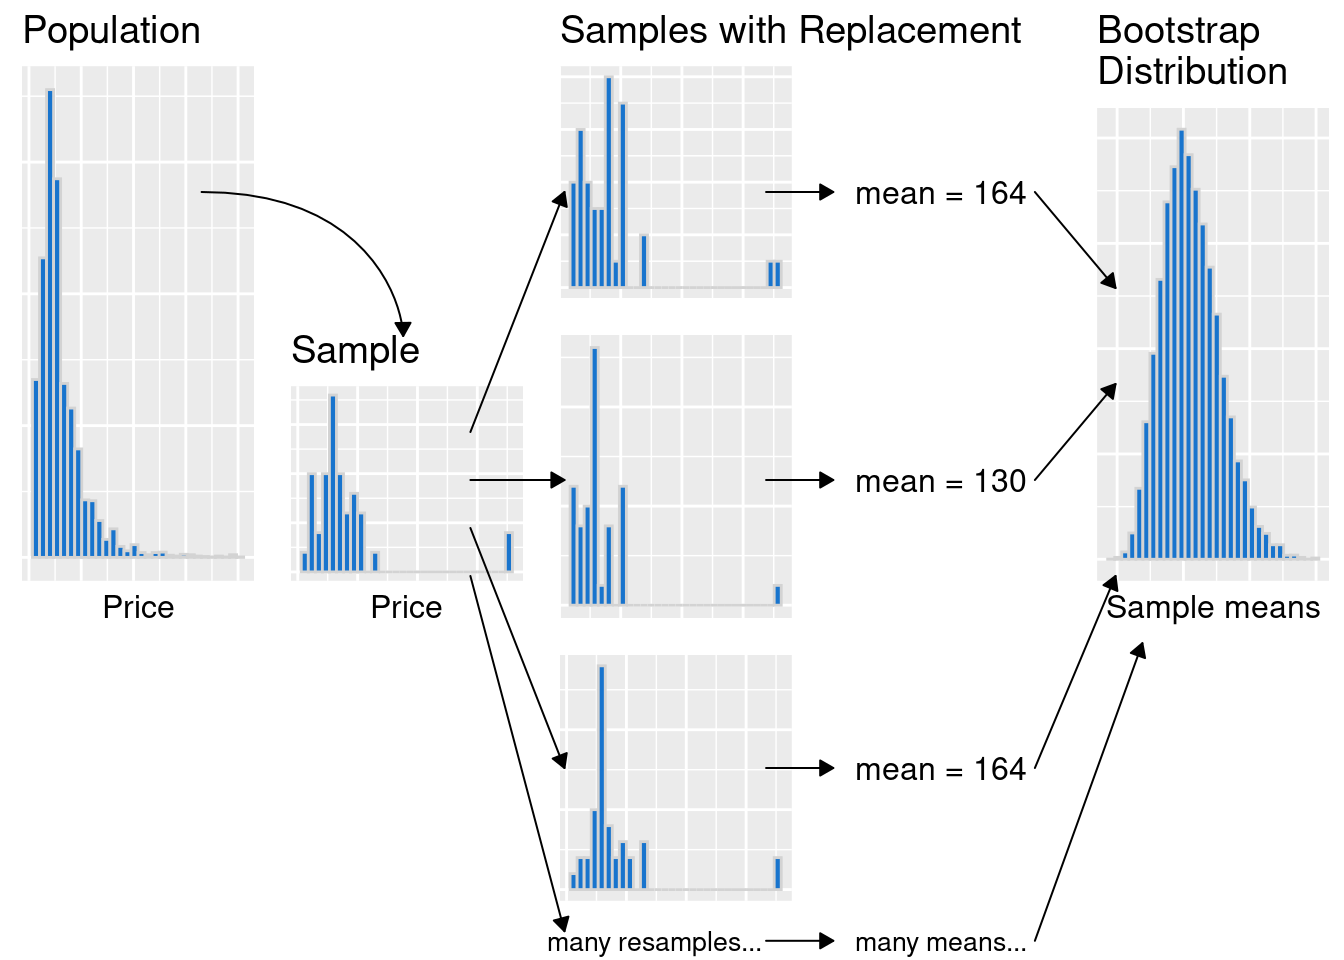 Population
Samples with Replacement
Bootstrap
Distribution
mean = 164
Sample
mean = 130
Price
Price
Sample means
mean = 164
many resamples...
many means...